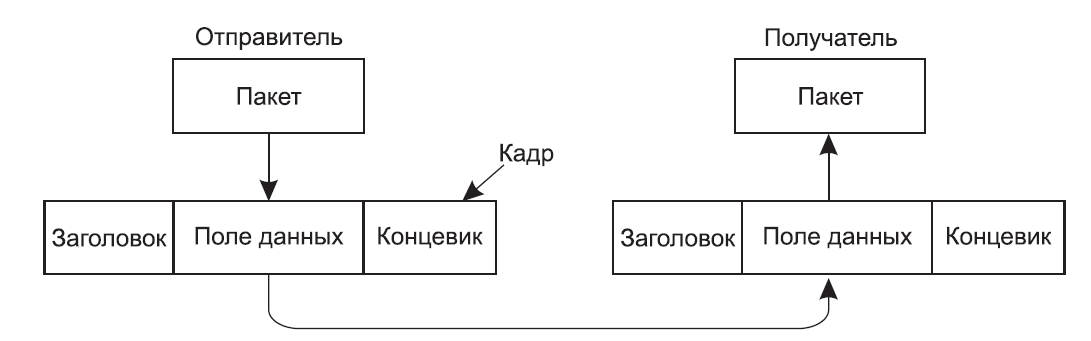 Отправитель
Получатель
Пакет
Пакет
Кадр
Заголовок
Поле данных
Концевик
Заголовок
Поле данных
Концевик